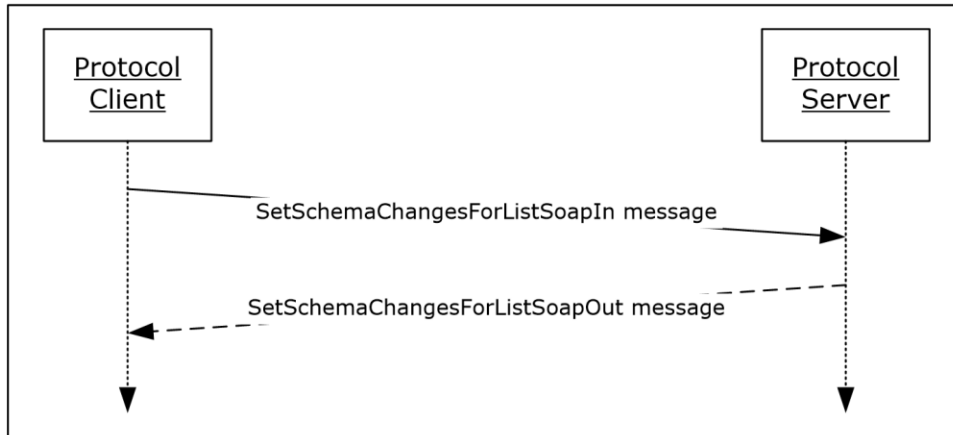 Protocol
Client
Protocol
Server
SetSchemaChangesForListSoapIn message
SetSchemaChangesForListSoapOut message